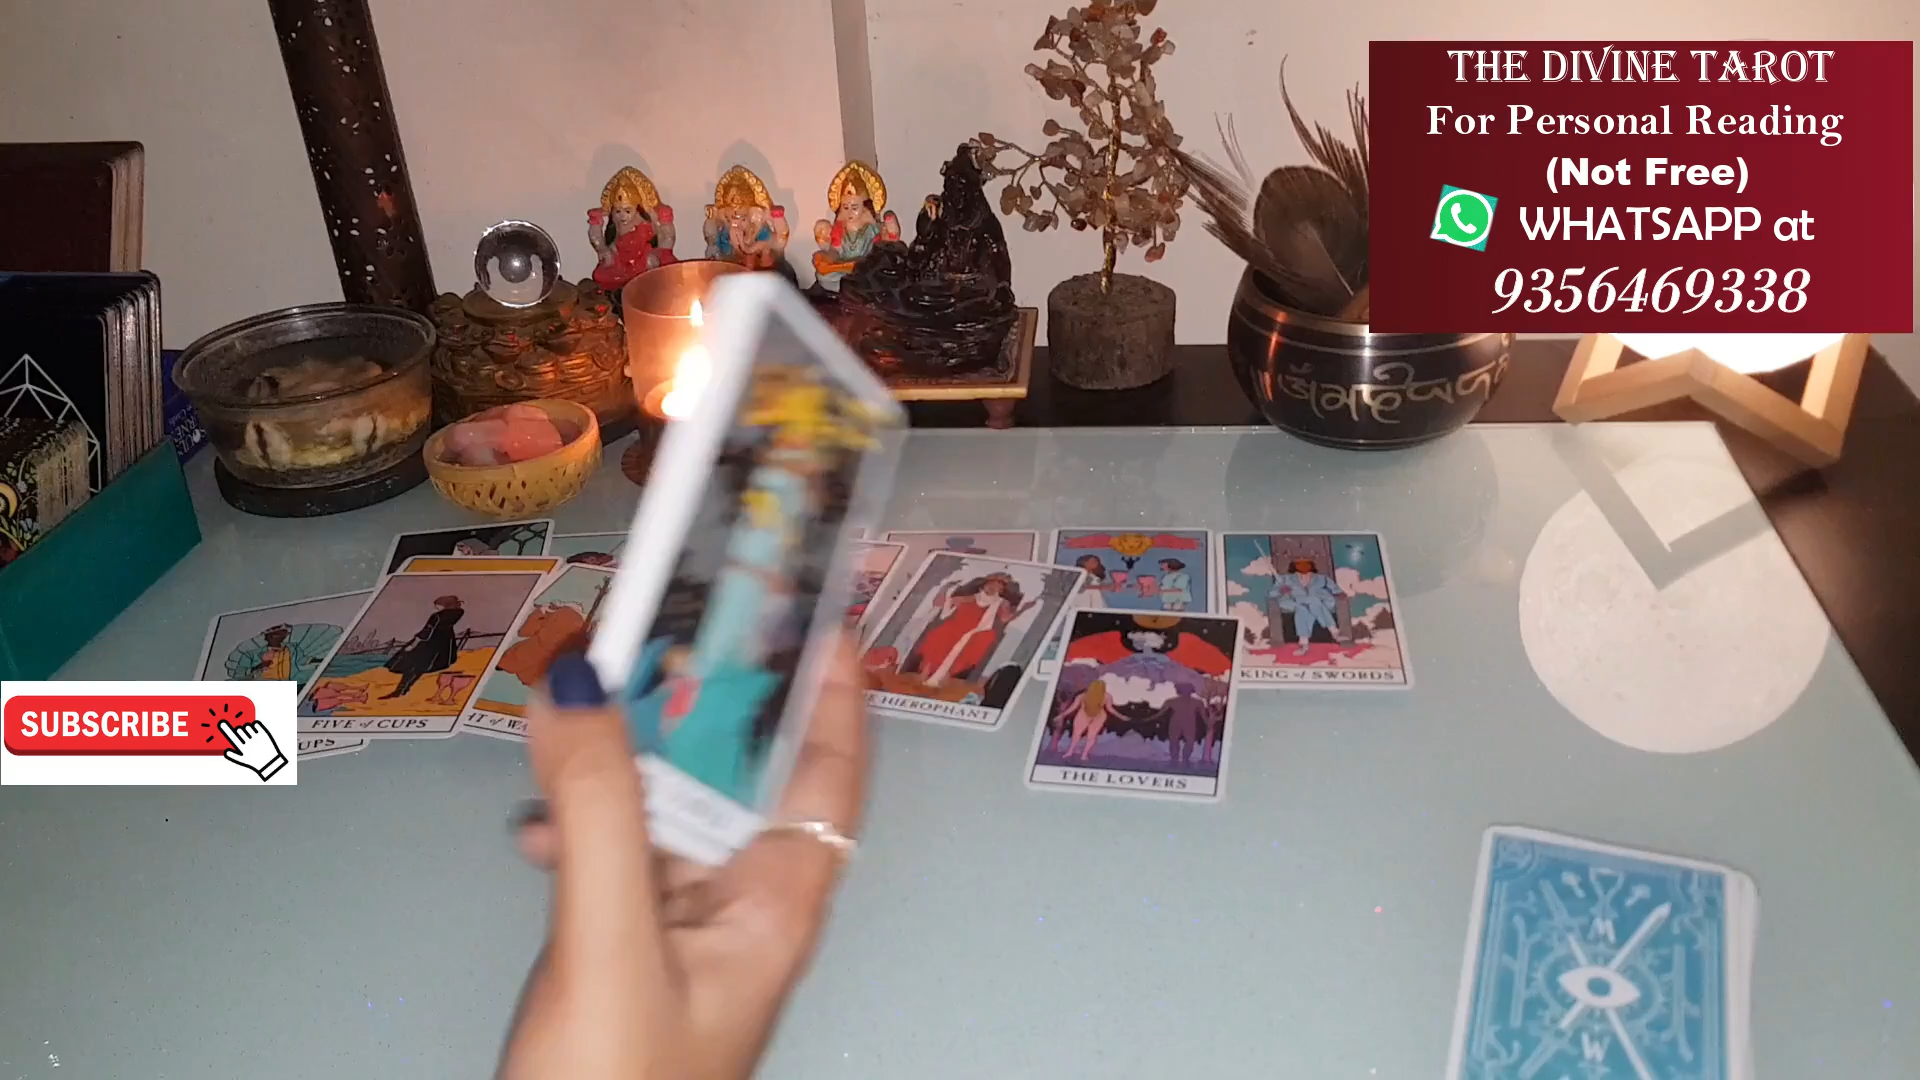 THE DIVINE TAROT
For Personal Reading
(Not Free)
WHATSAPP at
9356469338
KING of SWORDS
HIEROPHANT
THE LOVERS
SUBSCRIBE
FIVE of CUPS
CUPS
M
W